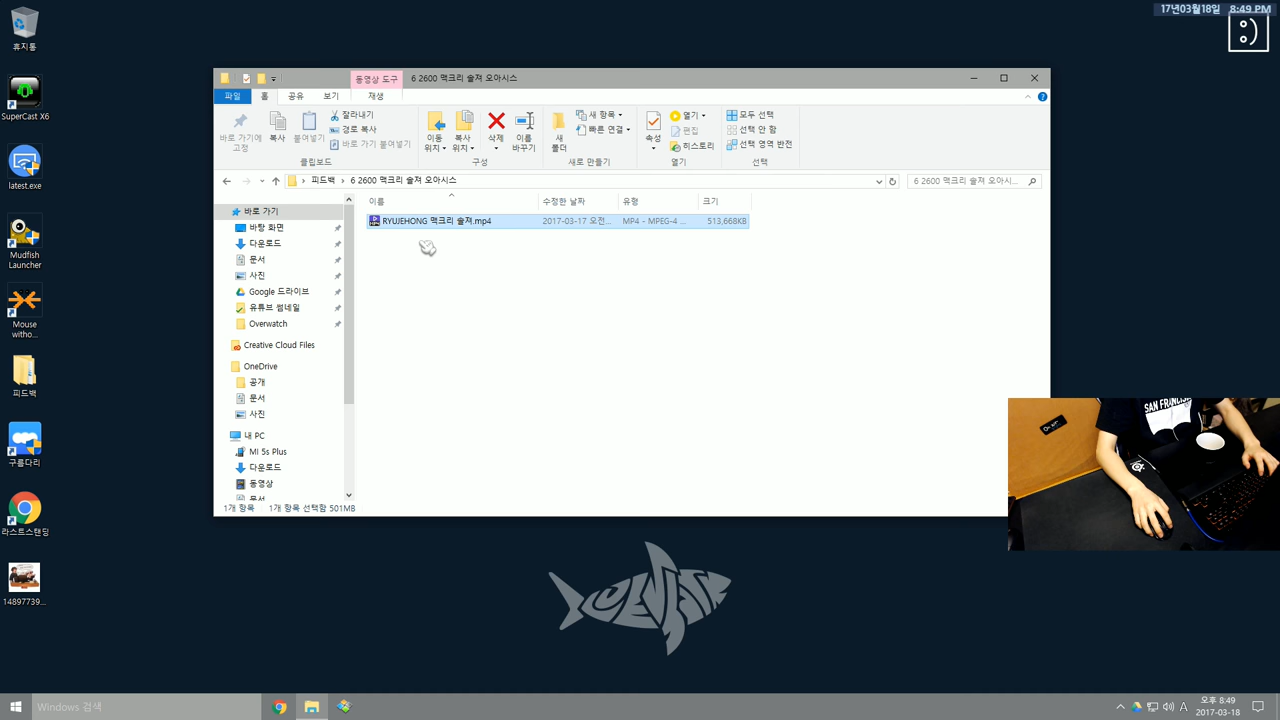 17년03월18일 8:49 PM
:)
휴지통
SuperCast X6
latest.exe
Mudfish
Launcher
Mouse
witho...
피드백
구름다리
라스트스탠딩
14897739...
동영상 도구
6 2600 맥크리 솔져 오아시스
파일
홈
공유
보기
재생
바로 가기에
고정
복사
붙여넣기
잘라내기
경로 복사
바로 가기 붙여넣기
클립보드
이동
위치
복사
위치
삭제
이름
바꾸기
구성
새
폴더
새 항목
빠른 연결
새로 만들기
속성
열기
편집
히스토리
열기
모두 선택
선택 안 함
선택 영역 반전
선택
피드백 > 6 2600 맥크리 솔져 오아시스
6 2600 맥크리 솔져 오아시...
이름
수정한 날짜
유형
크기
RYUJEHONG 맥크리 솔져.mp4
2017-03-17 오전...
MP4 - MPEG-4 ...
513,668KB
바로 가기
바탕 화면
다운로드
문서
사진
Google 드라이브
유튜브 썸네일
Overwatch
Creative Cloud Files
OneDrive
공개
문서
사진
내 PC
MI 5s Plus
다운로드
동영상
문서
1개 항목
1개 항목 선택함 501MB
SAN FRANCIS
Windows 검색
A
오후 8:49
2017-03-18